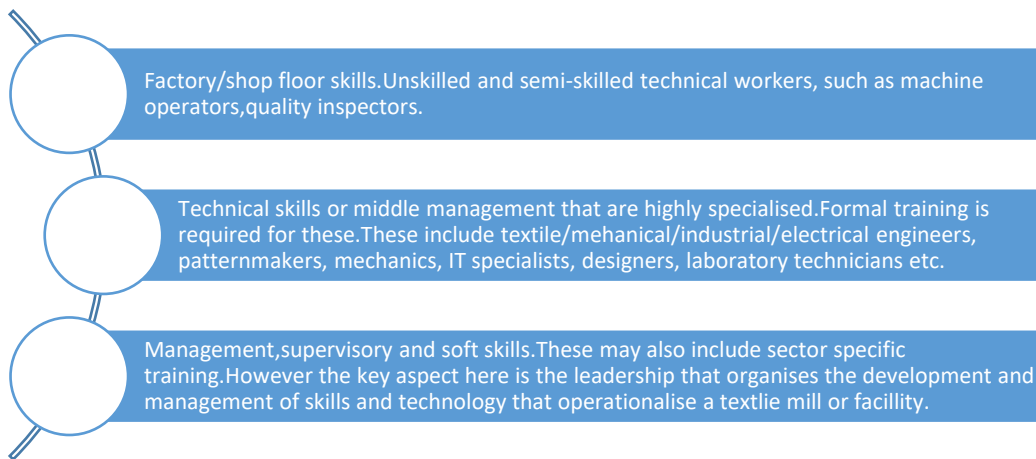 Factory/shop floor skills.Unskilled and semi-skilled technical workers, such as machine
operators,quality inspectors.
Technical skills or middle management that are highly specialised.Formal training is
required for these.These include textile/mehanical/industrial/electrical engineers,
patternmakers, mechanics, IT specialists, designers, laboratory technicians etc.
Management,supervisory and soft skills.These may also include sector specific
training.However the key aspect here is the leadership that organises the development and
management of skills and technology that operationalise a textlie mill or facillity.